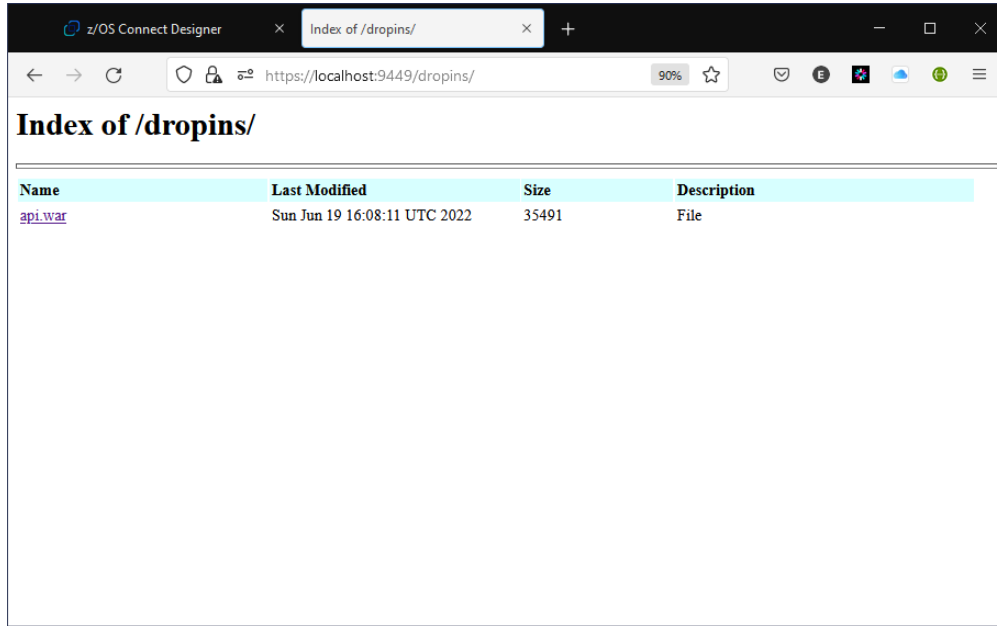 z/OS Connect Designer
Index of /dropins/
https://localhost:9449/dropins/
90%
E
Index of /dropins/
Name Last Modified Size Description
api.war Sun Jun 19 16:08:11 UTC 2022 35491 File